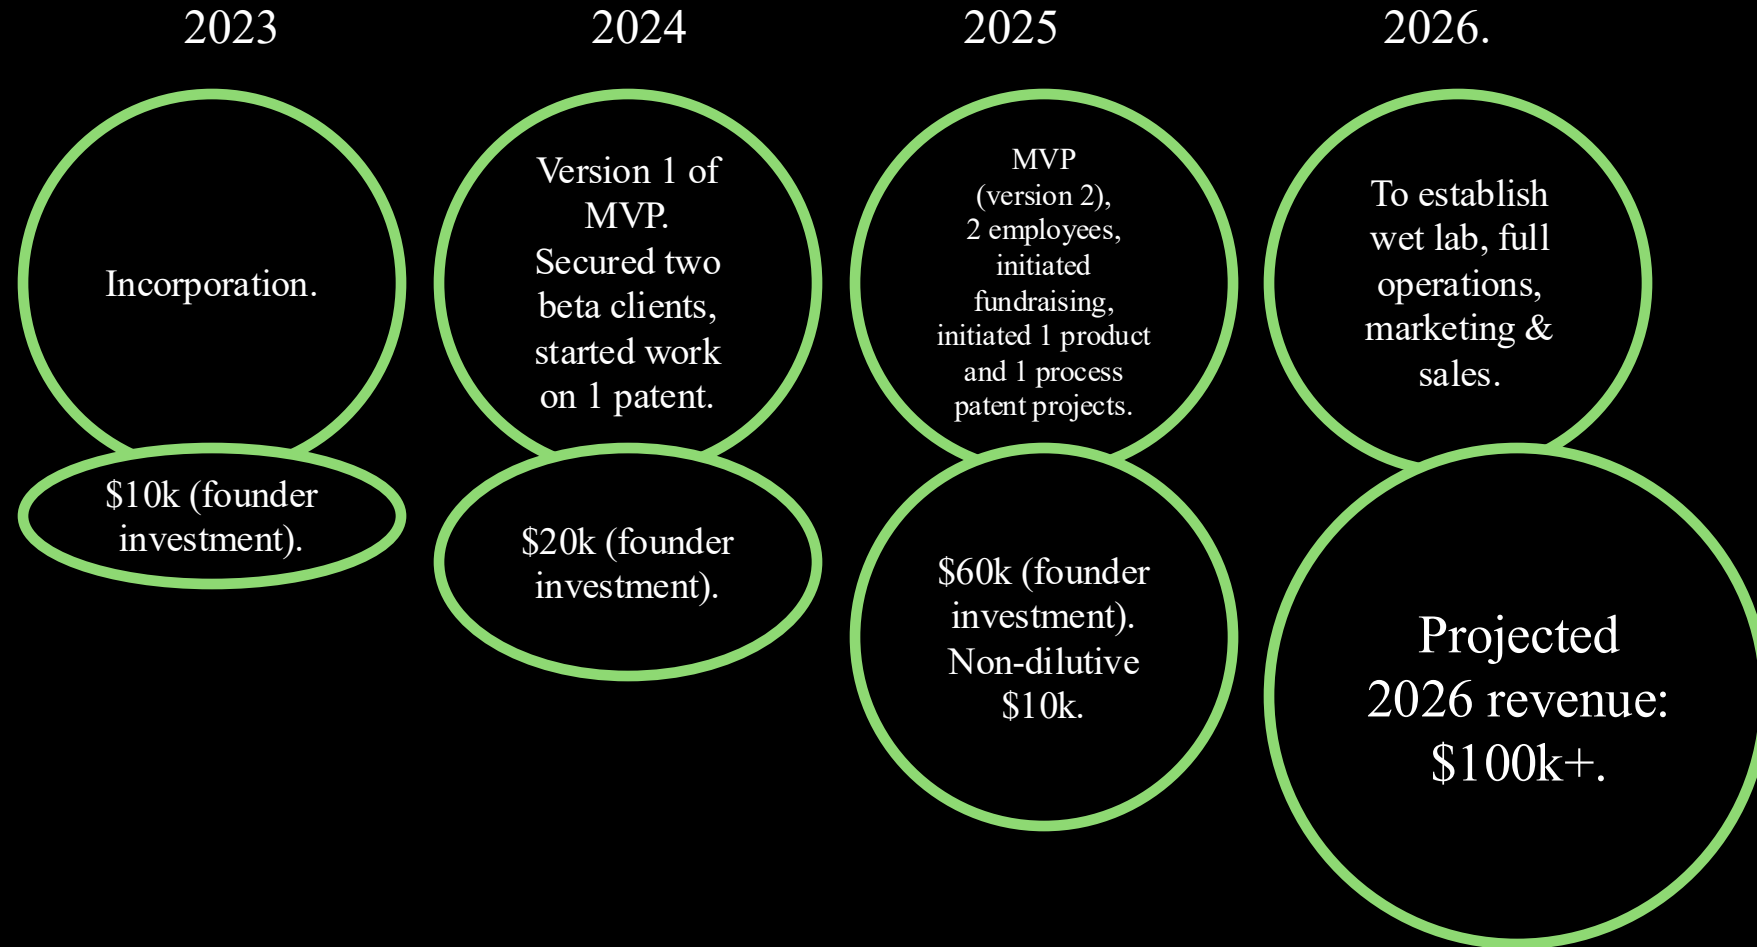 2023
2024
2025
2026.
Incorporation.
Version 1 of
MVP.
Secured two
beta clients,
started work
on 1 patent.
MVP
(version 2),
2 employees,
initiated
fundraising,
initiated 1 product
and 1 process
patent projects.
To establish
wet lab, full
operations,
marketing &
sales.
$10k (founder
investment).
$20k (founder
investment).
$60k (founder
investment).
Non-dilutive
$10k.
Projected
2026 revenue:
$100k+.